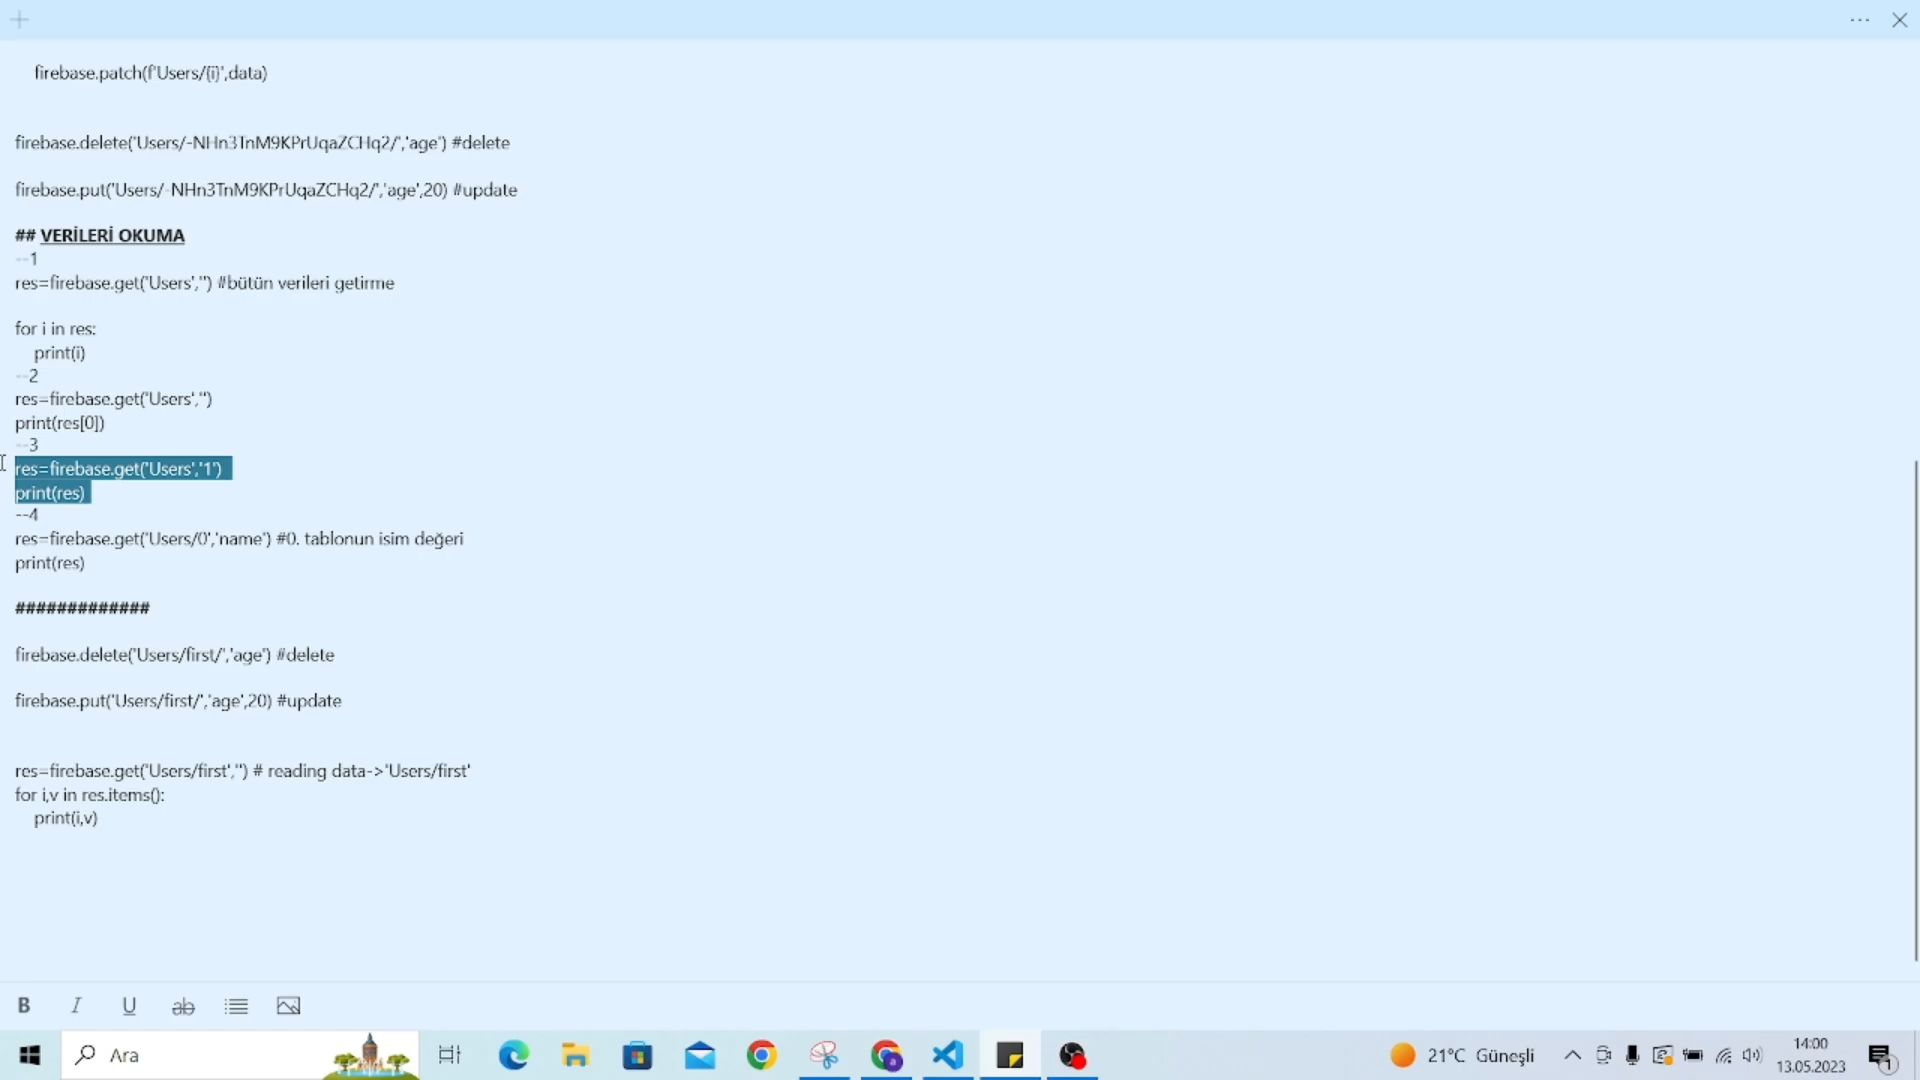 firebase.patch(f'Users/{i}',data)
firebase.delete('Users/-NHn3TnM9KPrUqaZCHq2/','age') #delete
firebase.put('Users/-NHn3TnM9KPrUqaZCHq2/','age',20) #update
## VERİLERİ OKUMA
--1
res=firebase.get('Users','') #bütün verileri getirme
for i in res:
print(i)
--2
res=firebase.get('Users','')
print(res[0])
--3
res=firebase.get('Users','1')
print(res)
--4
res=firebase.get('Users/0','name') #0. tablonun isim değeri
print(res)
#############
firebase.delete('Users/first/','age') #delete
firebase.put('Users/first/','age',20) #update
res=firebase.get('Users/first','') # reading data->'Users/first'
for i,v in res.items():
print(i,v)
B I U ab
Ara
21°C Güneşli
14:00
13.05.2023
1